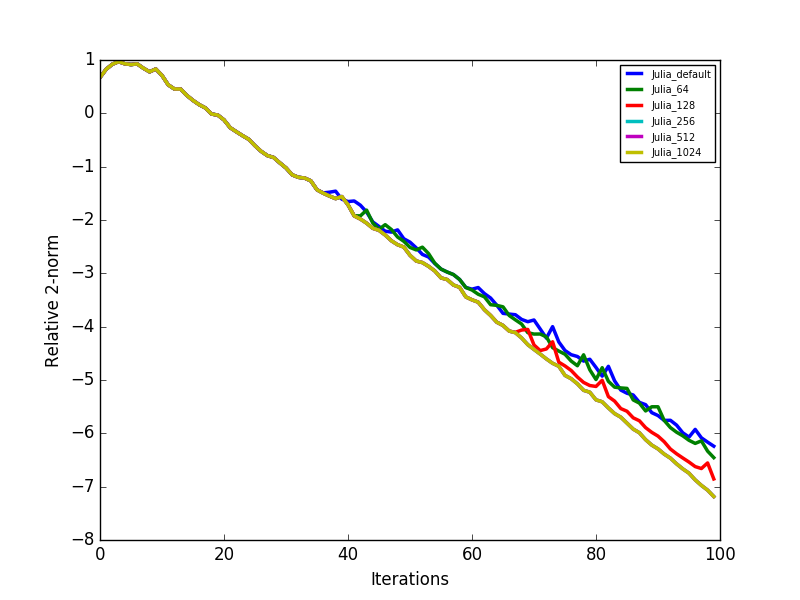 1
0
−1
−2
−3
−4
−5
−6
−7
−8
Relative 2-norm
0 20 40 60 80 100
Iterations
Julia_default
Julia_64
Julia_128
Julia_256
Julia_512
Julia_1024